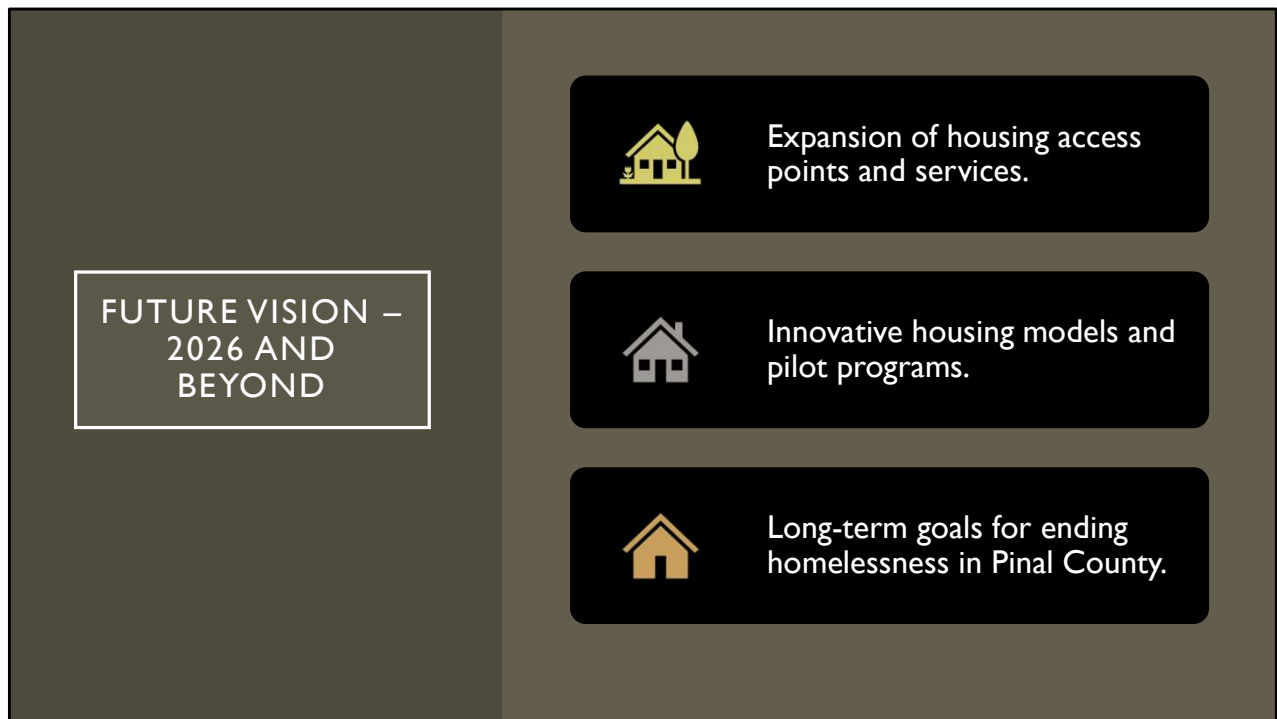 FUTURE VISION –
2026 AND
BEYOND
Expansion of housing access
points and services.
Innovative housing models and
pilot programs.
Long-term goals for ending
homelessness in Pinal County.